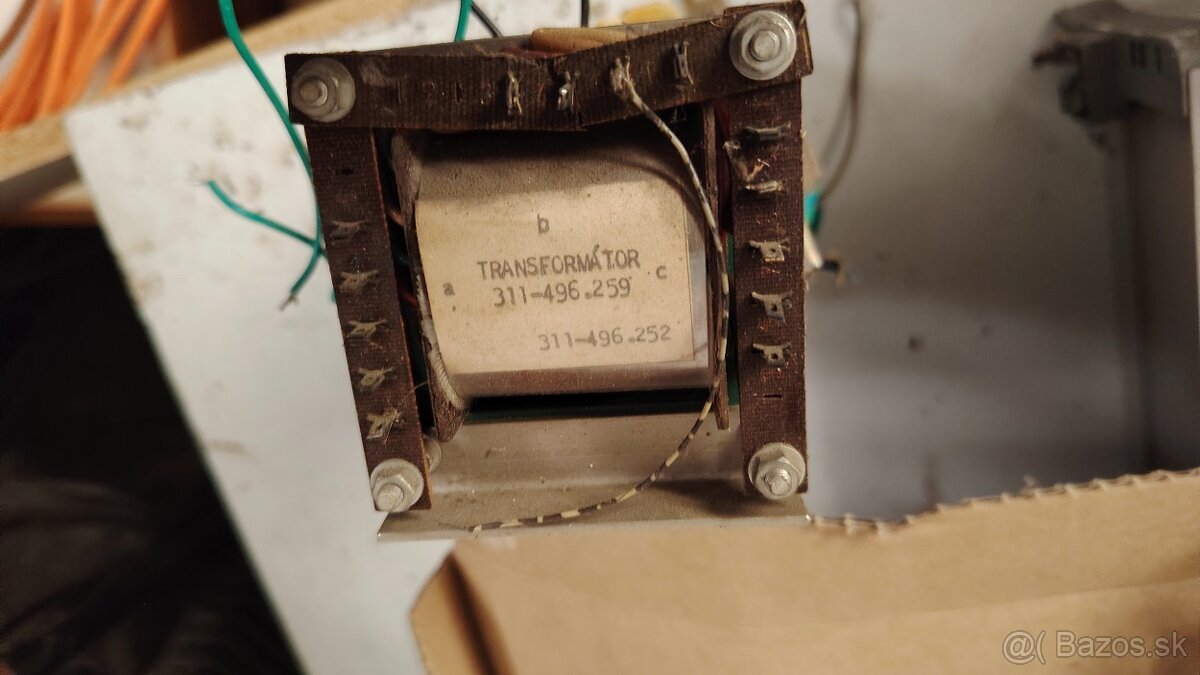 b
TRANSFORMÁTOR
a
c
311-496.259
311-496.252
@( Bazos.sk